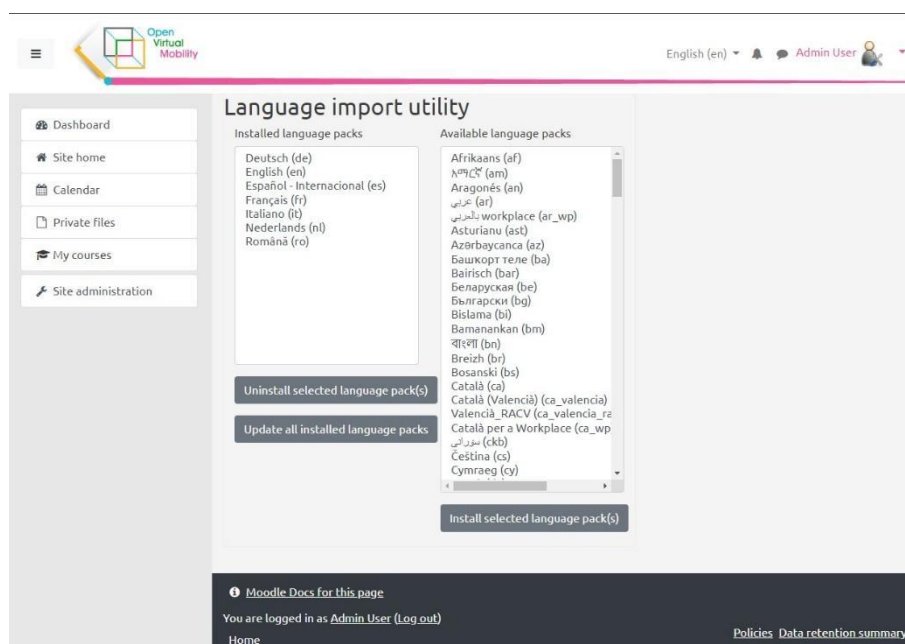 Open
Virtual
Mobility
English (en)
Admin User
Dashboard
Site home
Calendar
Private files
My courses
Site administration
Language import utility
Installed language packs
Deutsch (de)
English (en)
Español - Internacional (es)
Français (fr)
Italiano (it)
Nederlands (nl)
Română (ro)
Uninstall selected language pack(s)
Update all installed language packs
Available language packs
Afrikaans (af)
አማርኛ (am)
Aragonés (an)
عربي (ar)
بالعربي workplace (ar_wp)
Asturianu (ast)
Azərbaycanca (az)
Башҡорт теле (ba)
Bairisch (bar)
Беларуская (be)
Български (bg)
Bislama (bi)
Bamanankan (bm)
বাংলা (bn)
Breizh (br)
Bosanski (bs)
Català (ca)
Català (Valencià) (ca_valencia)
Valencià_RACV (ca_valencia_ra
Català per a Workplace (ca_wp
سۆرانی (ckb)
Čeština (cs)
Cymraeg (cy)
Install selected language pack(s)
Moodle Docs for this page
You are logged in as Admin User (Log out)
Home
Policies Data retention summary